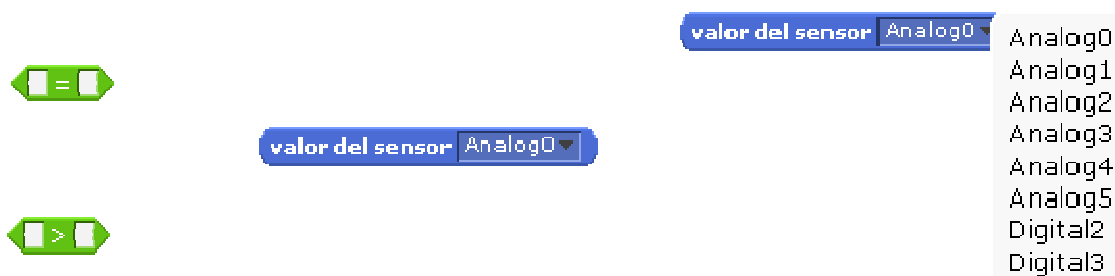 valor del sensor Analog0
Analog0
Analog1
=
Analog2
Analog3
valor del sensor Analog0
Analog4
Analog5
>
Digital2
Digital3